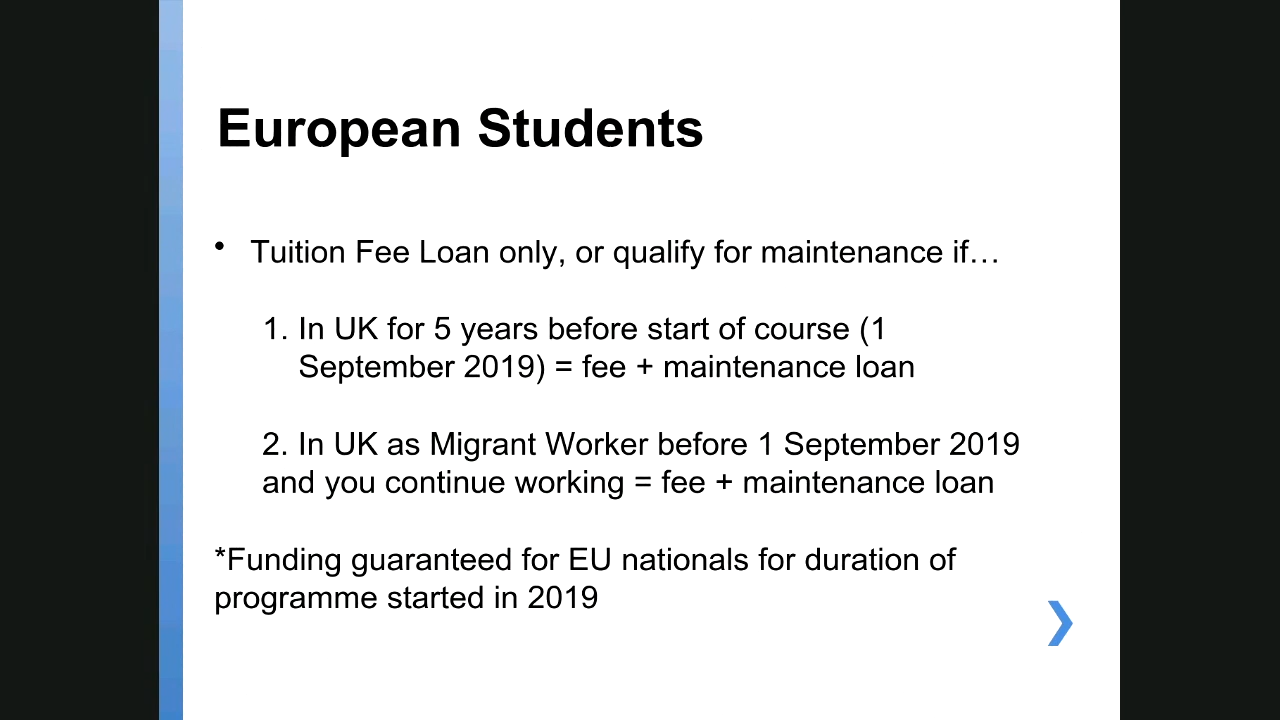 European Students
• Tuition Fee Loan only, or qualify for maintenance if…
1. In UK for 5 years before start of course (1
September 2019) = fee + maintenance loan
2. In UK as Migrant Worker before 1 September 2019
and you continue working = fee + maintenance loan
*Funding guaranteed for EU nationals for duration of
programme started in 2019